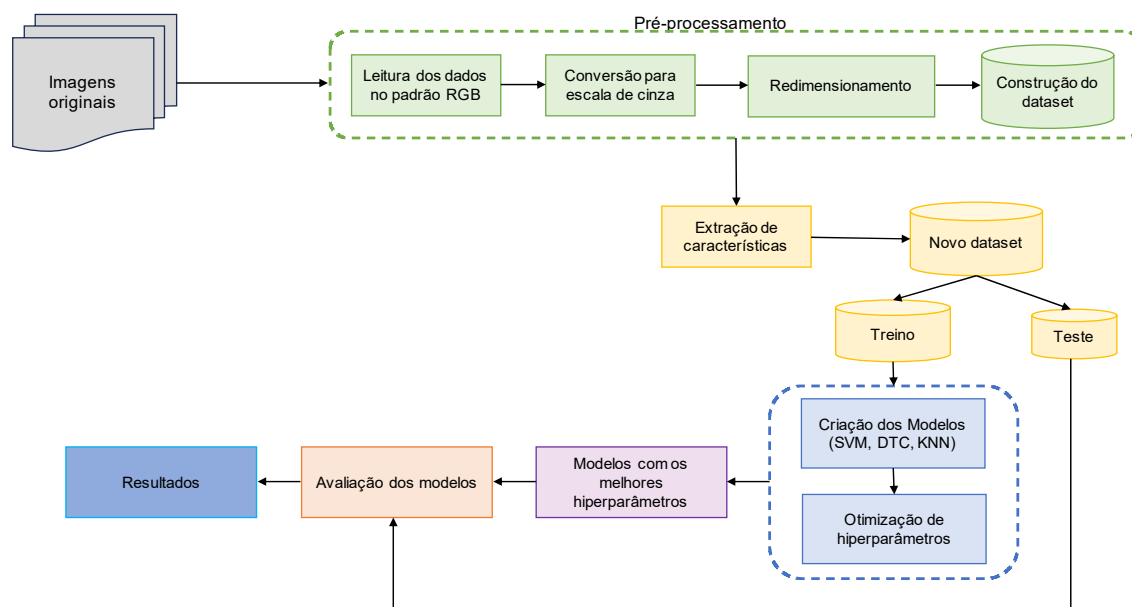 Pré-processamento
Imagens
originais
Leitura dos dados
no padrão RGB
Conversão para
escala de cinza
Redimensionamento
Construção do
dataset
Extração de
características
Novo dataset
Treino
Teste
Criação dos Modelos
(SVM, DTC, KNN)
Otimização de
hiperparâmetros
Modelos com os
melhores
hiperparâmetros
Avaliação dos modelos
Resultados